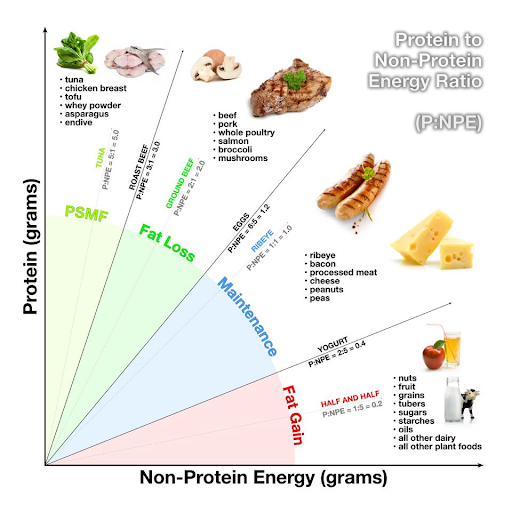 Protein to
Non-Protein
Energy Ratio
(P:NPE)
• tuna
• chicken breast
• tofu
• whey powder
• asparagus
• endive
• beef
• pork
• whole poultry
• salmon
• broccoli
• mushrooms
TUNA
P:NPE = 5:1 = 5.0
ROAST BEEF
P:NPE = 3:1 = 3.0
GROUND BEEF
P:NPE = 2:1 = 2.0
EGGS
P:NPE = 6:5 = 1.2
RIBEYE
P:NPE = 1:1 = 1.0
PSMF
Fat Loss
Maintenance
Fat Gain
• ribeye
• bacon
• processed meat
• cheese
• peanuts
• peas
YOGURT
P:NPE = 2:5 = 0.4
HALF AND HALF
P:NPE = 1:5 = 0.2
• nuts
• fruit
• grains
• tubers
• sugars
• starches
• oils
• all other dairy
• all other plant foods
Protein (grams)
Non-Protein Energy (grams)